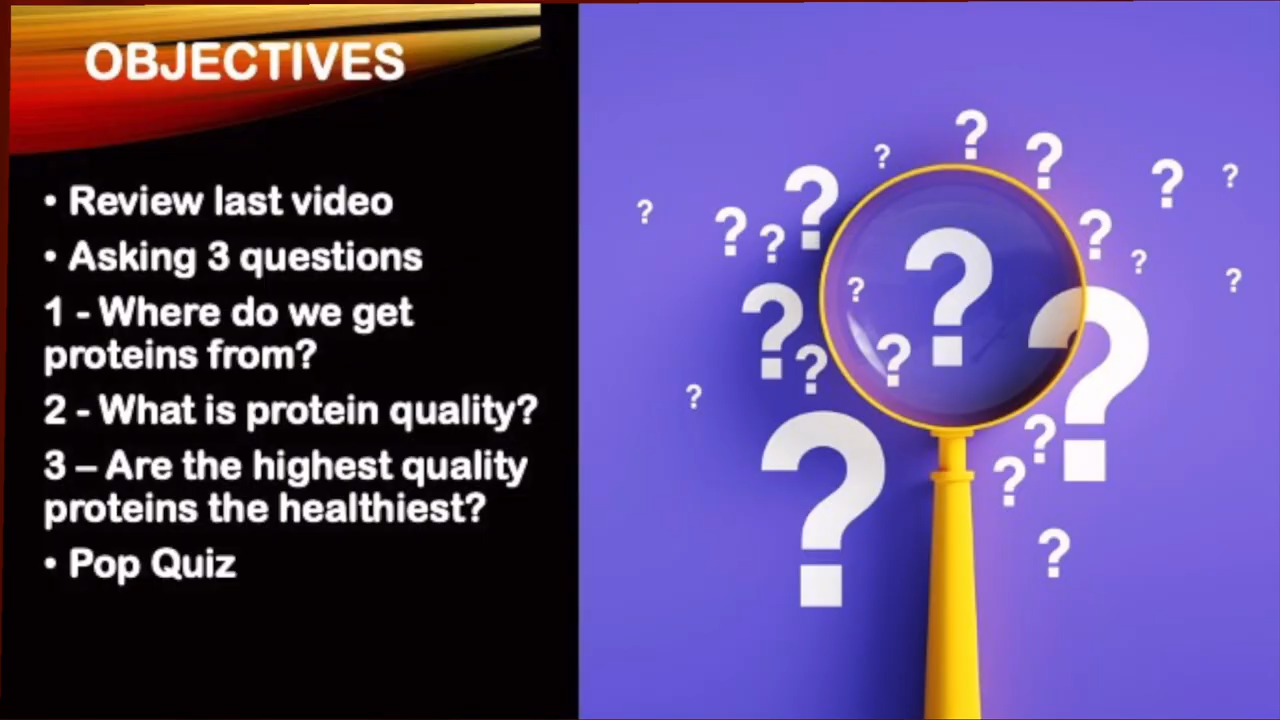 OBJECTIVES
• Review last video
• Asking 3 questions
1 - Where do we get
proteins from?
2 - What is protein quality?
3 – Are the highest quality
proteins the healthiest?
• Pop Quiz